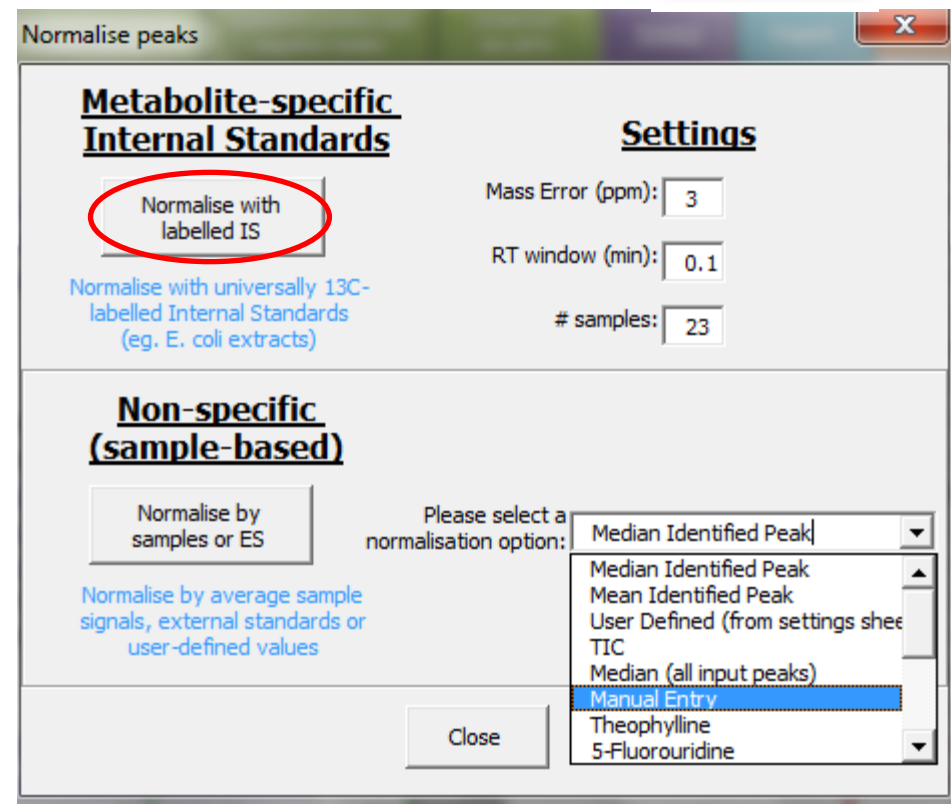 Normalise peaks
X
Metabolite-specific
Internal Standards
Normalise with
labelled IS
Normalise with universally 13C-
labelled Internal Standards
(eg. E. coli extracts)
Settings
Mass Error (ppm): 3
RT window (min): 0.1
# samples: 23
Non-specific
(sample-based)
Normalise by
samples or ES
Normalise by average sample
signals, external standards or
user-defined values
Please select a
normalisation option:
Median Identified Peak
Median Identified Peak
Mean Identified Peak
User Defined (from settings shee
TIC
Median (all input peaks)
Manual Entry
Theophylline
5-Fluorouridine
Close